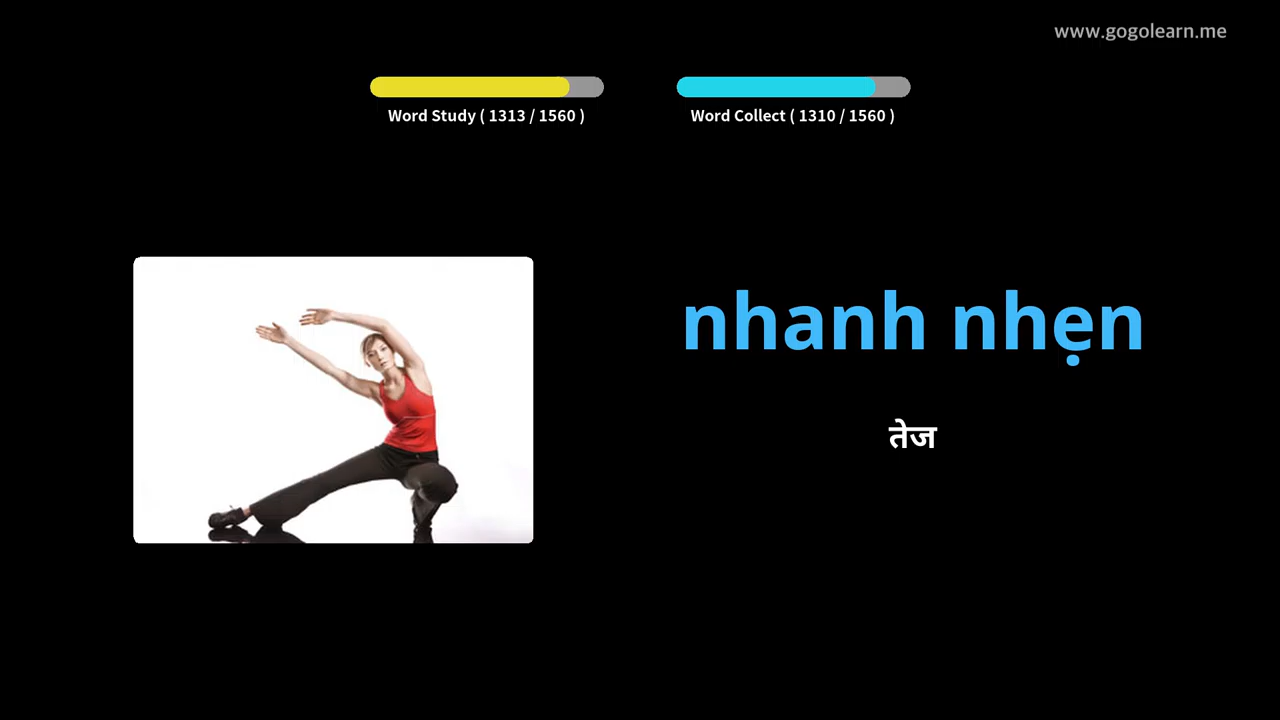 www.gogolearn.me
Word Study ( 1313 / 1560 )
Word Collect ( 1310 / 1560 )
nhanh nhẹn
तेज